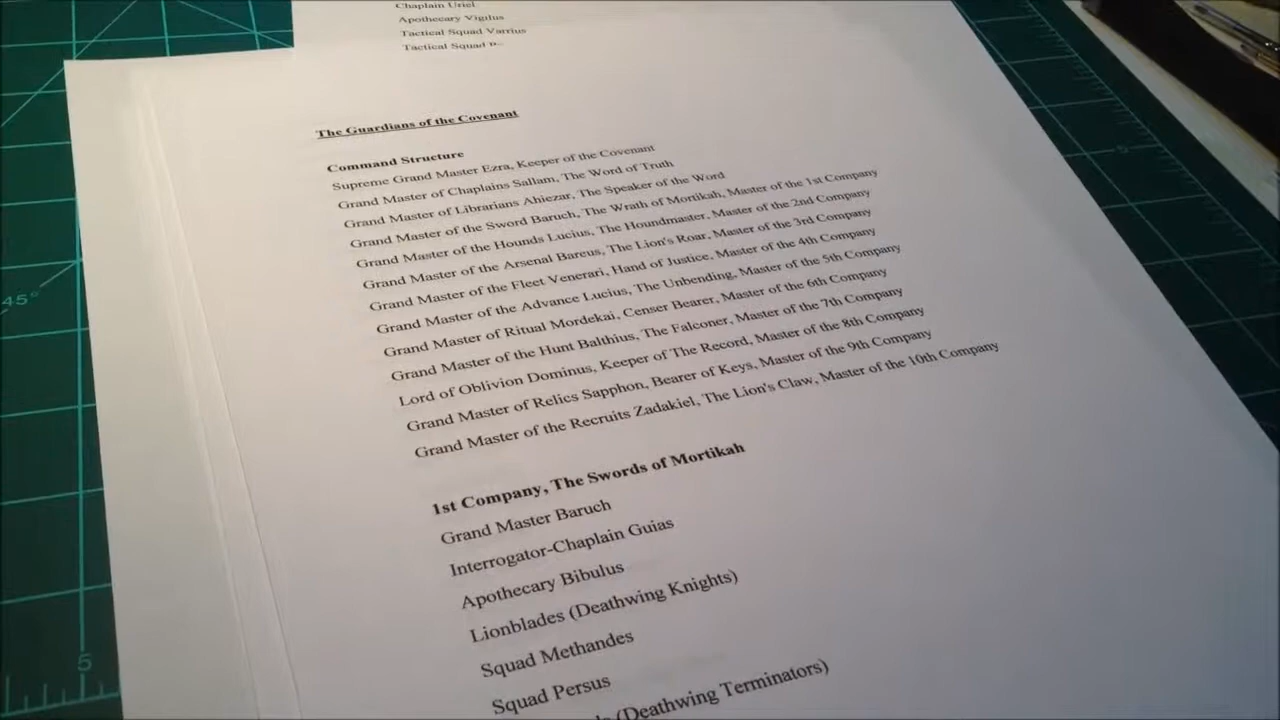 Chaplain Uriel
Apothecary Vigilus
Tactical Squad Varrius
Tactical Squad
The Guardians of the Covenant
Command Structure
Supreme Grand Master Ezra, Keeper of the Covenant
Grand Master of Chaplains Sallam, The Word of Truth
Grand Master of Librarians Ahiezar, The Speaker of the Word
Grand Master of the Sword Baruch, The Wrath of Mortikah, Master of the 1st Company
Grand Master of the Hounds Lucius, The Houndmaster, Master of the 2nd Company
Grand Master of the Arsenal Bareus, The Lion's Roar, Master of the 3rd Company
Grand Master of the Fleet Venerari, Hand of Justice, Master of the 4th Company
Grand Master of the Advance Lucius, The Unbending, Master of the 5th Company
Grand Master of Ritual Mordekai, Censer Bearer, Master of the 6th Company
Grand Master of the Hunt Balthius, The Falconer, Master of the 7th Company
Lord of Oblivion Dominus, Keeper of The Record, Master of the 8th Company
Grand Master of Relics Sapphon, Bearer of Keys, Master of the 9th Company
Grand Master of the Recruits Zadakiel, The Lion's Claw, Master of the 10th Company
1st Company, The Swords of Mortikah
Grand Master Baruch
Interrogator-Chaplain Guias
Apothecary Bibulus
Lionblades (Deathwing Knights)
Squad Methandes
Squad Persus
(Deathwing Terminators)
45°
5